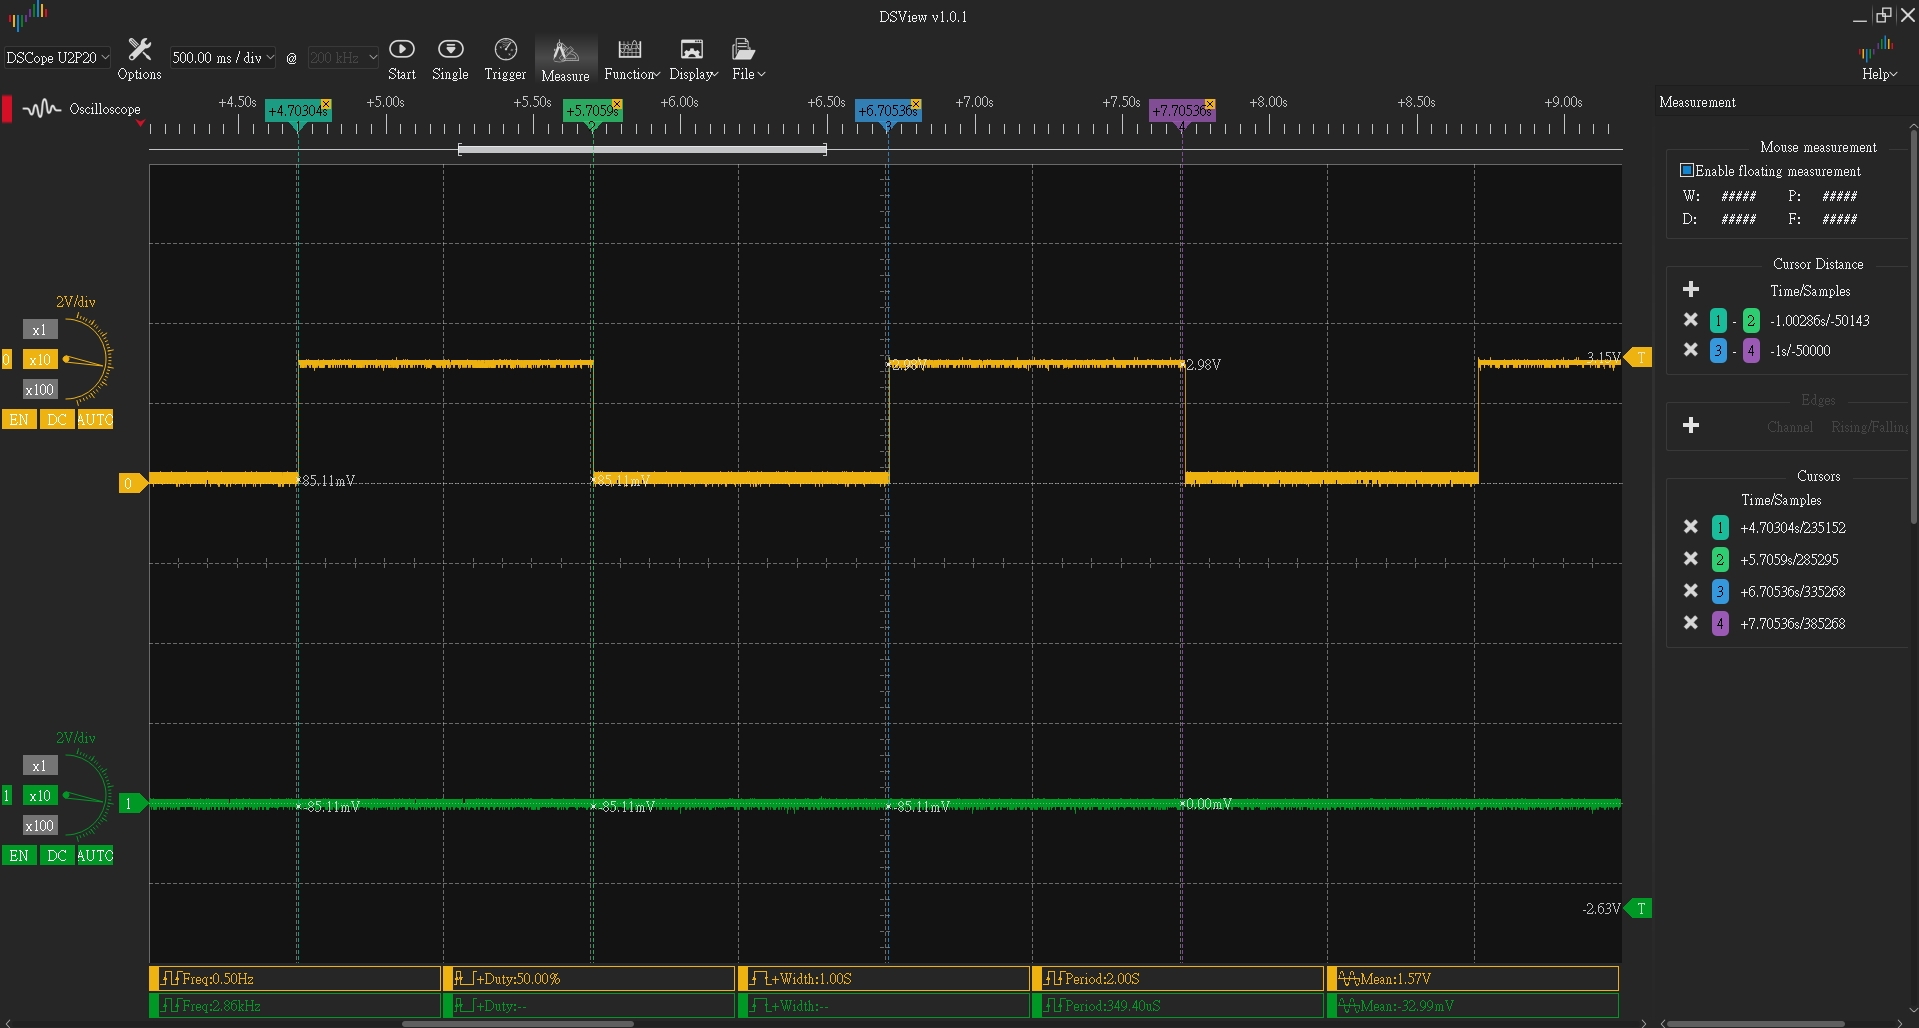 DSView v1.0.1
DSCope U2P20
Options
500.00 ms / div
@
200 kHz
Start
Single
Trigger
Measure
Function
Display
File
Help
Oscilloscope
+4.50s +5.00s +5.50s +6.00s +6.50s +7.00s +7.50s +8.00s +8.50s +9.00s
+4.70304s +5.7059s +6.70536s +7.70536s
1 2 3 4
Measurement
Mouse measurement
Enable floating measurement
W: ##### P: #####
D: ##### F: #####
Cursor Distance
Time/Samples
1 - 2 -1.00286s/-50143
3 - 4 -1s/-50000
Edges
Channel Rising/Falling
Cursors
Time/Samples
1 +4.70304s/235152
2 +5.7059s/285295
3 +6.70536s/335268
4 +7.70536s/385268
2V/div
x1
0 x10
x100
EN DC AUTO
2.98V 2.98V 3.15V T
0 85.11mV 85.11mV
2V/div
x1
1 x10
x100
EN DC AUTO
1 -85.11mV -85.11mV -85.11mV 0.00mV
-2.63V T
Freq:0.50Hz +Duty:50.00% +Width:1.00S Period:2.00S Mean:1.57V
Freq:2.86kHz +Duty:-- +Width:-- Period:349.40uS Mean:-32.99mV